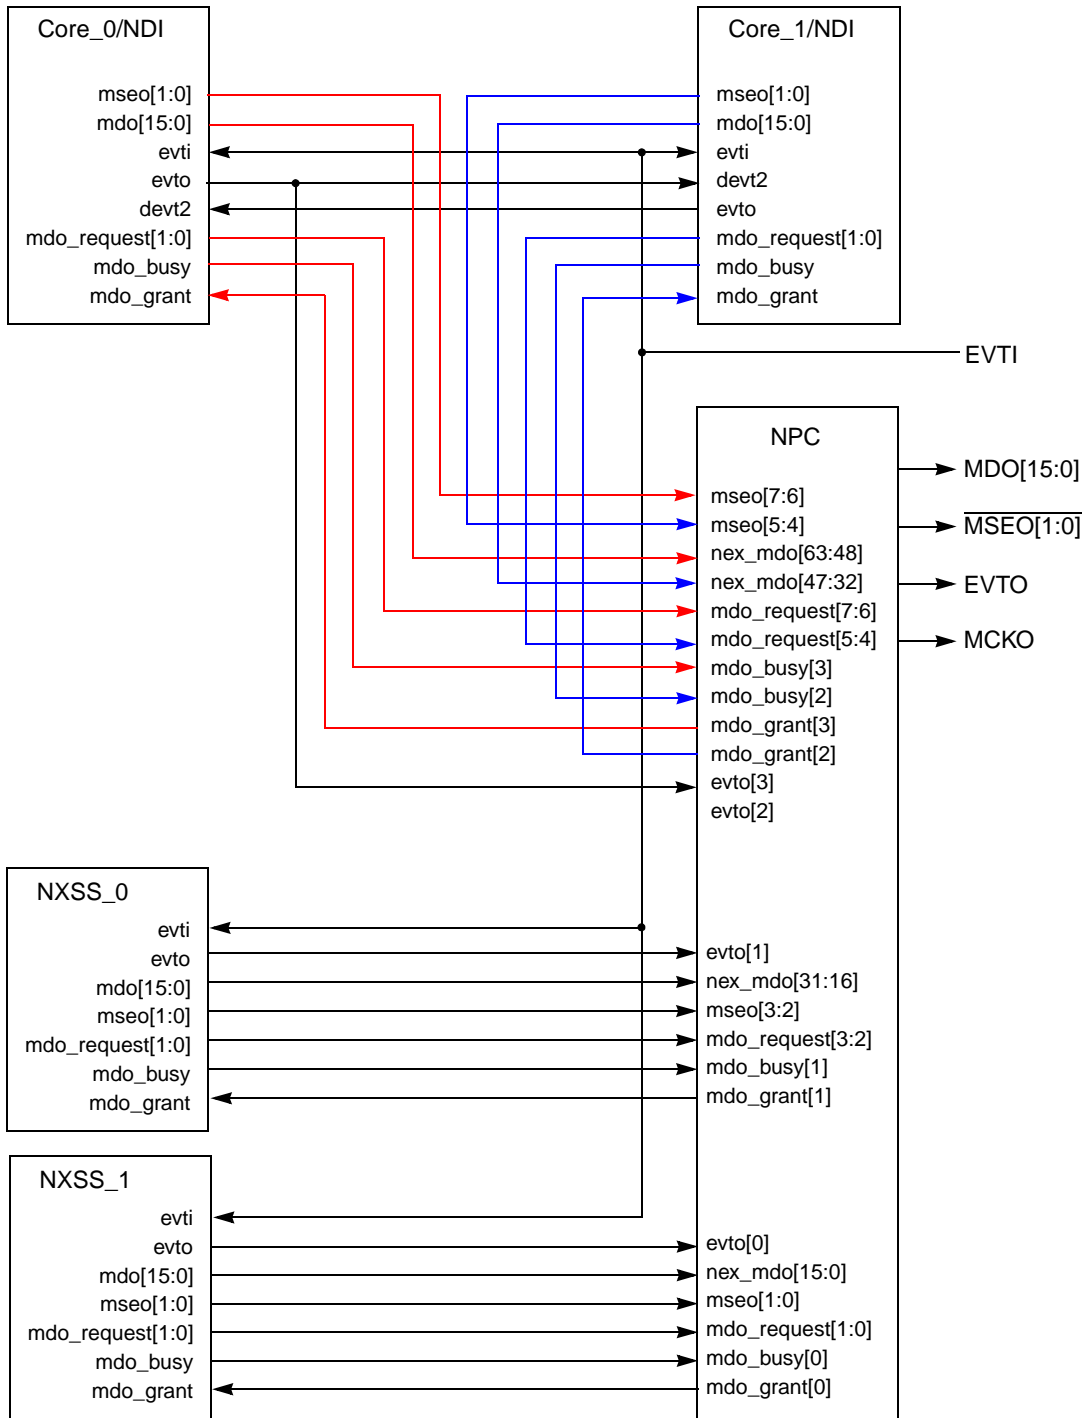 Core_0/NDI
mseo[1:0]
mdo[15:0]
evti
evto
devt2
mdo_request[1:0]
mdo_busy
mdo_grant
Core_1/NDI
mseo[1:0]
mdo[15:0]
evti
devt2
evto
mdo_request[1:0]
mdo_busy
mdo_grant
EVTI
NPC
mseo[7:6]
mseo[5:4]
nex_mdo[63:48]
nex_mdo[47:32]
mdo_request[7:6]
mdo_request[5:4]
mdo_busy[3]
mdo_busy[2]
mdo_grant[3]
mdo_grant[2]
evto[3]
evto[2]
evto[1]
nex_mdo[31:16]
mseo[3:2]
mdo_request[3:2]
mdo_busy[1]
mdo_grant[1]
evto[0]
nex_mdo[15:0]
mseo[1:0]
mdo_request[1:0]
mdo_busy[0]
mdo_grant[0]
MDO[15:0]
MSEO[1:0]
EVTO
MCKO
NXSS_0
evti
evto
mdo[15:0]
mseo[1:0]
mdo_request[1:0]
mdo_busy
mdo_grant
NXSS_1
evti
evto
mdo[15:0]
mseo[1:0]
mdo_request[1:0]
mdo_busy
mdo_grant